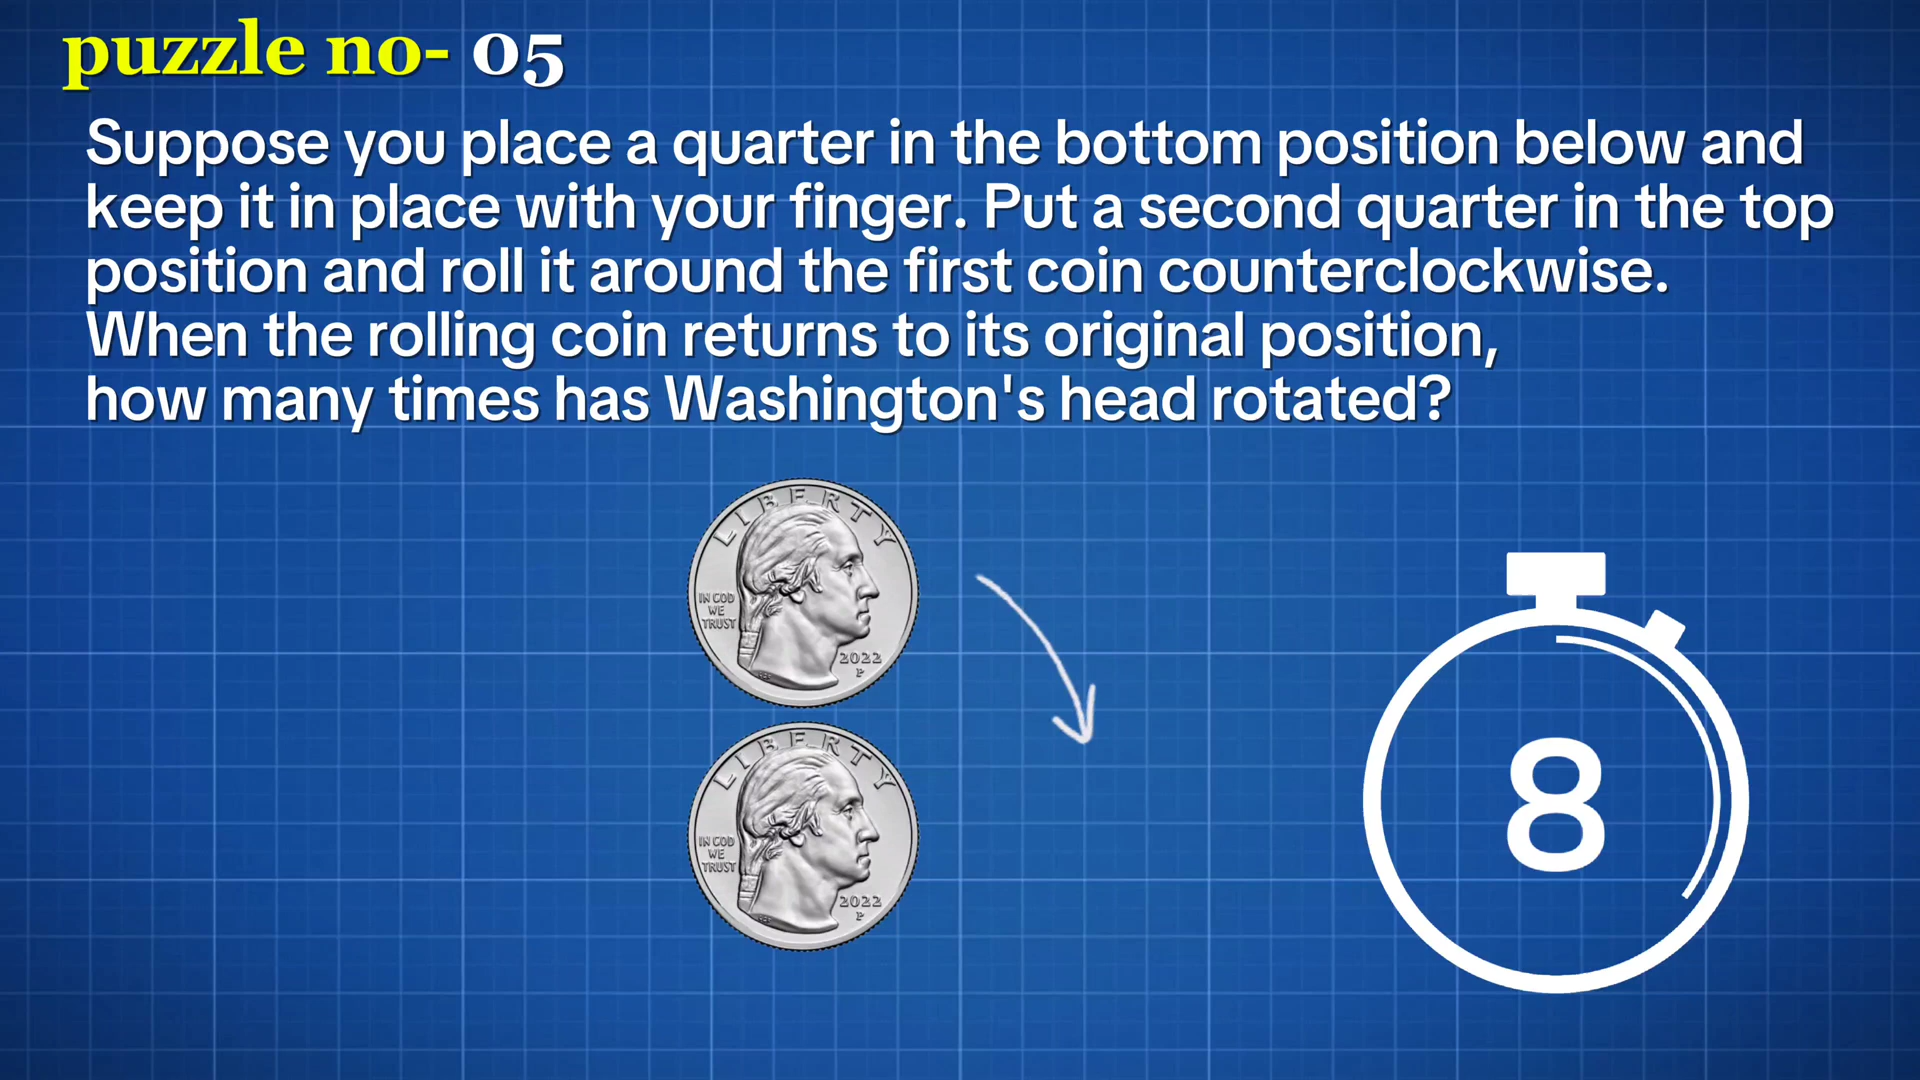 puzzle no- 05
Suppose you place a quarter in the bottom position below and
keep it in place with your finger. Put a second quarter in the top
position and roll it around the first coin counterclockwise.
When the rolling coin returns to its original position,
how many times has Washington's head rotated?
LIBERTY
IN GOD
WE
TRUST
2022
P
LIBERTY
IN GOD
WE
TRUST
2022
P
8